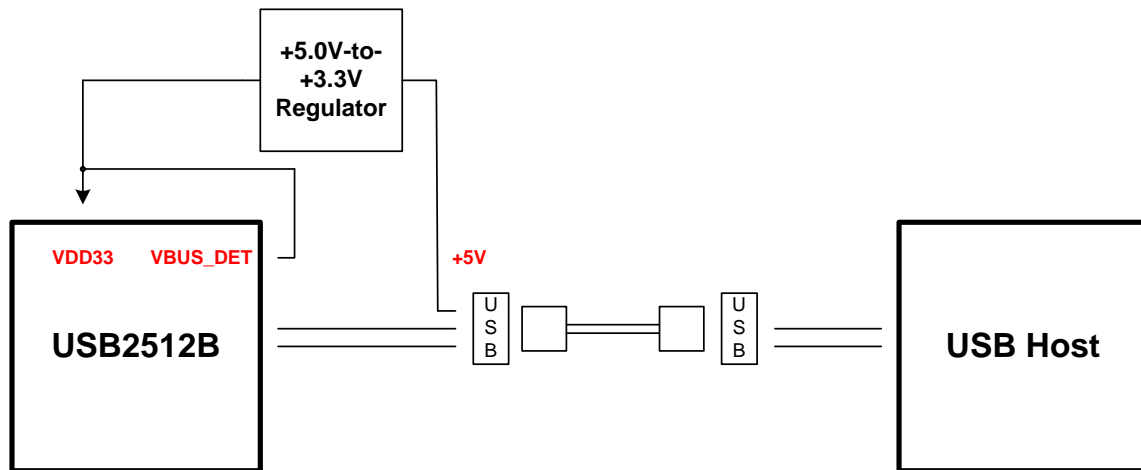 +5.0V-to-
+3.3V
Regulator
VDD33
VBUS_DET
+5V
USB2512B
U
S
B
U
S
B
USB Host